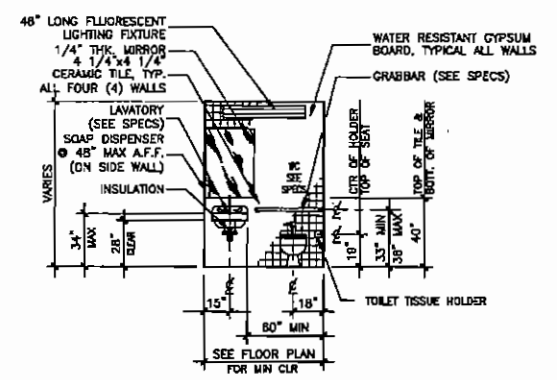 48" LONG FLUORESCENT
LIGHTING FIXTURE
1/4" THK. MIRROR
4 1/4"x4 1/4"
CERAMIC TILE, TYP.
ALL FOUR (4) WALLS
LAVATORY
(SEE SPECS)
SOAP DISPENSER
@ 48" MAX A.F.F.
(ON SIDE WALL)
INSULATION
WATER RESISTANT GYPSUM
BOARD, TYPICAL ALL WALLS
GRABBAR (SEE SPECS)
VARIES
34"
MAX
28"
CLEAR
WC
SEE
SPECS
CTR OF HOLDER
TOP OF SEAT
TOP OF TILE &
BOTT. OF MIRROR
19"
33" MIN
38" MAX
40"
TOILET TISSUE HOLDER
15"
18"
60" MIN
SEE FLOOR PLAN
FOR MIN CLR